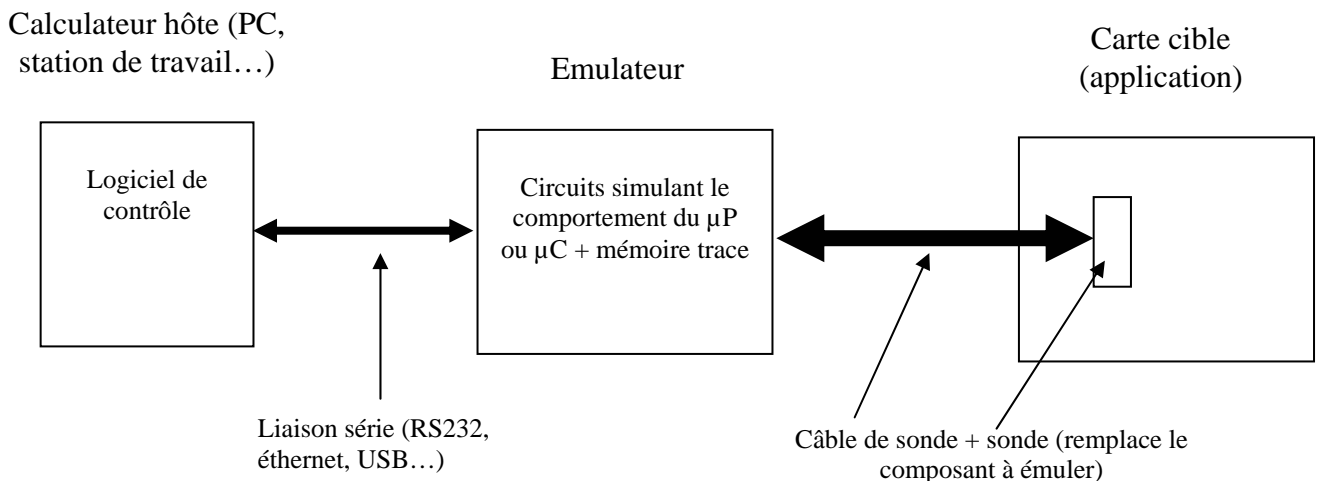 Calculateur hôte (PC,
station de travail…)
Emulateur
Carte cible
(application)
Logiciel de
contrôle
Circuits simulant le
comportement du µP
ou µC + mémoire trace
Liaison série (RS232,
éthernet, USB…)
Câble de sonde + sonde (remplace le
composant à émuler)